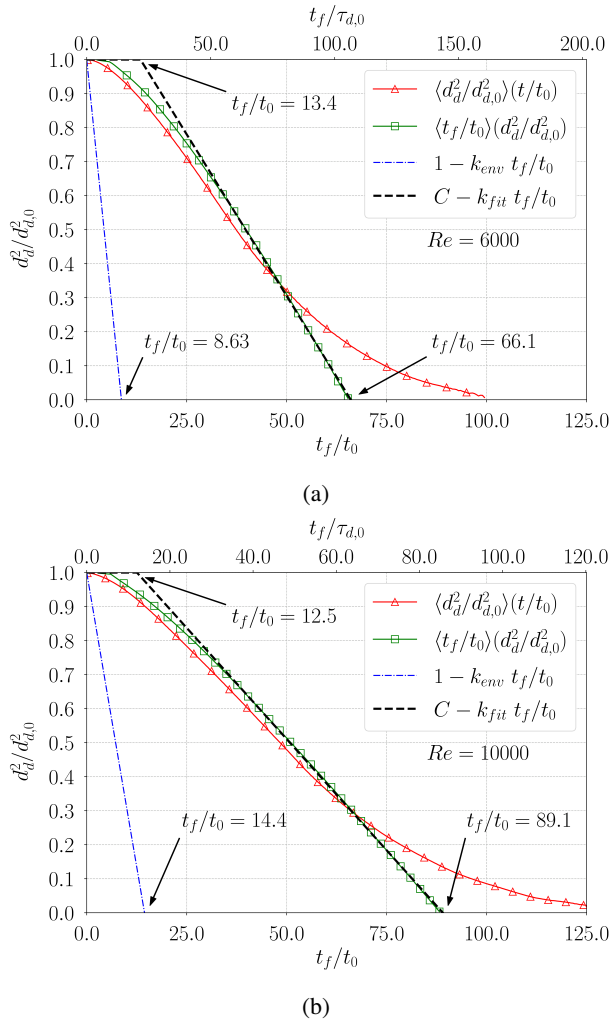 t_f/τ_{d,0}
0.0 50.0 100.0 150.0 200.0
1.0
0.9
0.8
0.7
0.6
0.5
0.4
0.3
0.2
0.1
0.0
d_d^2/d_{d,0}^2
t_f/t_0 = 13.4
⟨d_d^2/d_{d,0}^2⟩(t/t_0)
⟨t_f/t_0⟩(d_d^2/d_{d,0}^2)
1 − k_{env} t_f/t_0
C − k_{fit} t_f/t_0
Re = 6000
t_f/t_0 = 8.63
t_f/t_0 = 66.1
0.0 25.0 50.0 75.0 100.0 125.0
t_f/t_0
(a)
t_f/τ_{d,0}
0.0 20.0 40.0 60.0 80.0 100.0 120.0
1.0
0.9
0.8
0.7
0.6
0.5
0.4
0.3
0.2
0.1
0.0
d_d^2/d_{d,0}^2
t_f/t_0 = 12.5
⟨d_d^2/d_{d,0}^2⟩(t/t_0)
⟨t_f/t_0⟩(d_d^2/d_{d,0}^2)
1 − k_{env} t_f/t_0
C − k_{fit} t_f/t_0
Re = 10000
t_f/t_0 = 14.4
t_f/t_0 = 89.1
0.0 25.0 50.0 75.0 100.0 125.0
t_f/t_0
(b)